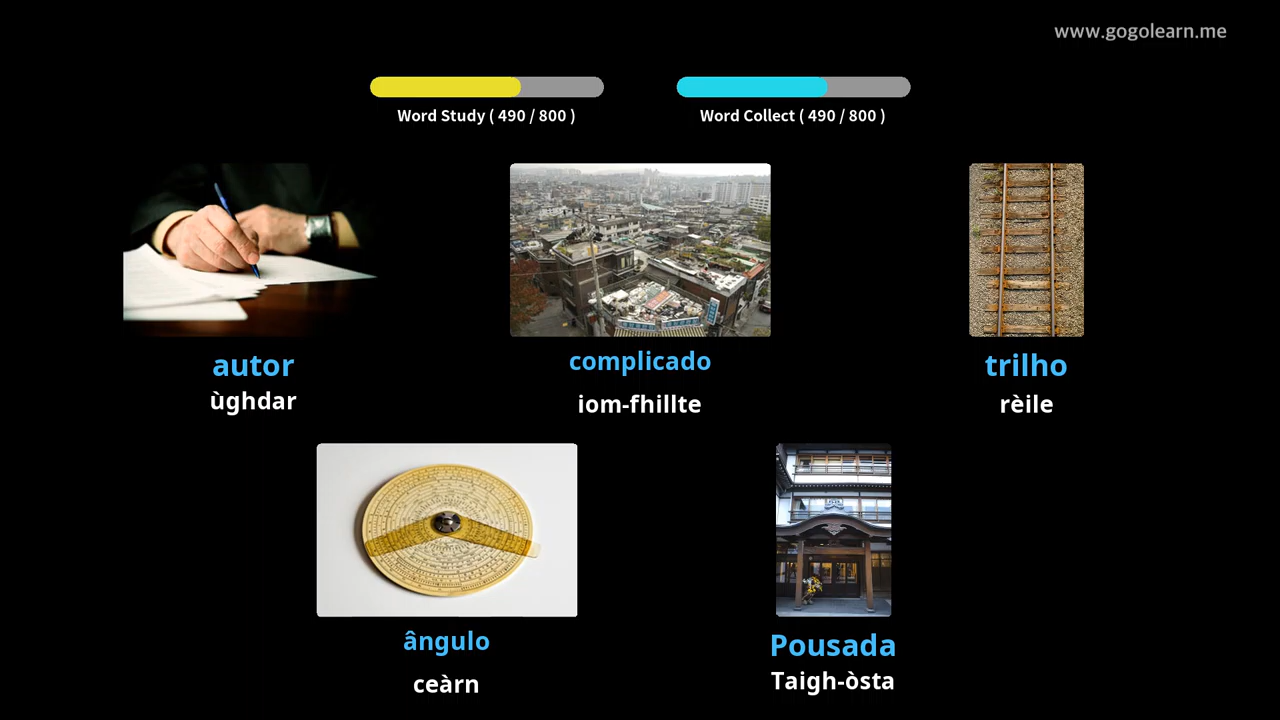 www.gogolearn.me
Word Study ( 490 / 800 )
Word Collect ( 490 / 800 )
autor
ùghdar
complicado
iom-fhillte
trilho
rèile
ângulo
ceàrn
Pousada
Taigh-òsta